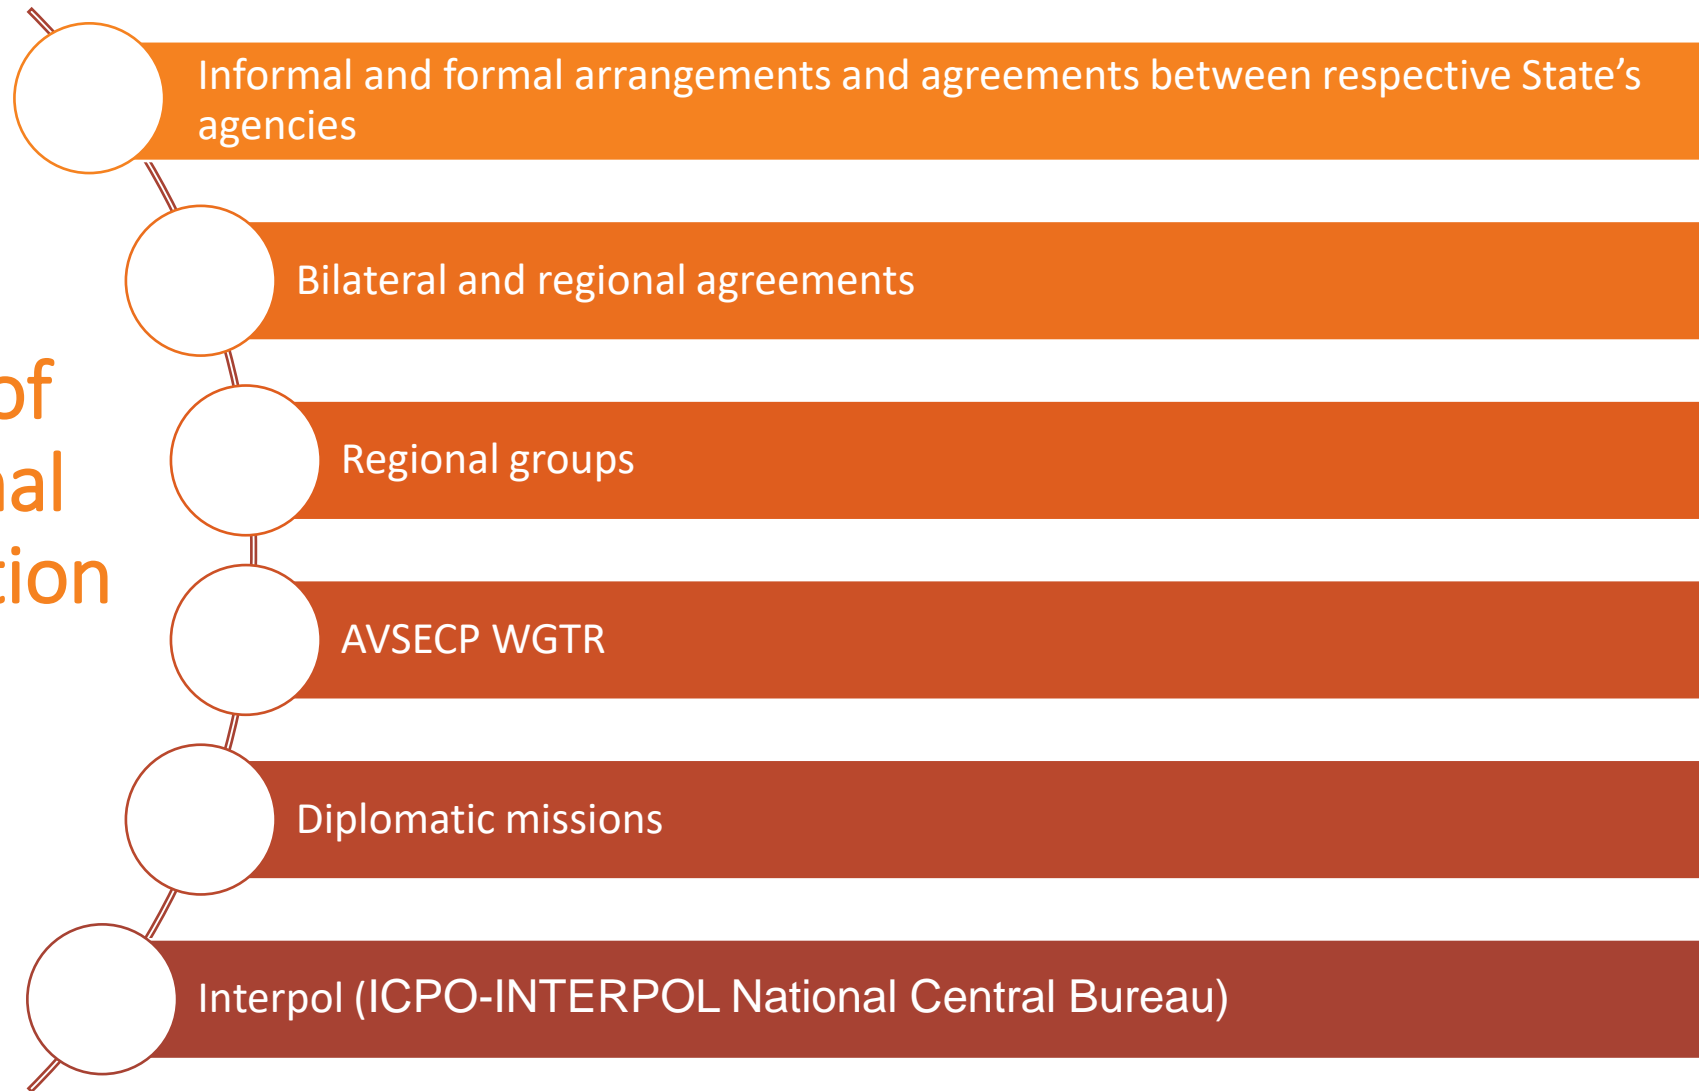 of
nal
tion
Informal and formal arrangements and agreements between respective State’s
agencies
Bilateral and regional agreements
Regional groups
AVSECP WGTR
Diplomatic missions
Interpol (ICPO-INTERPOL National Central Bureau)